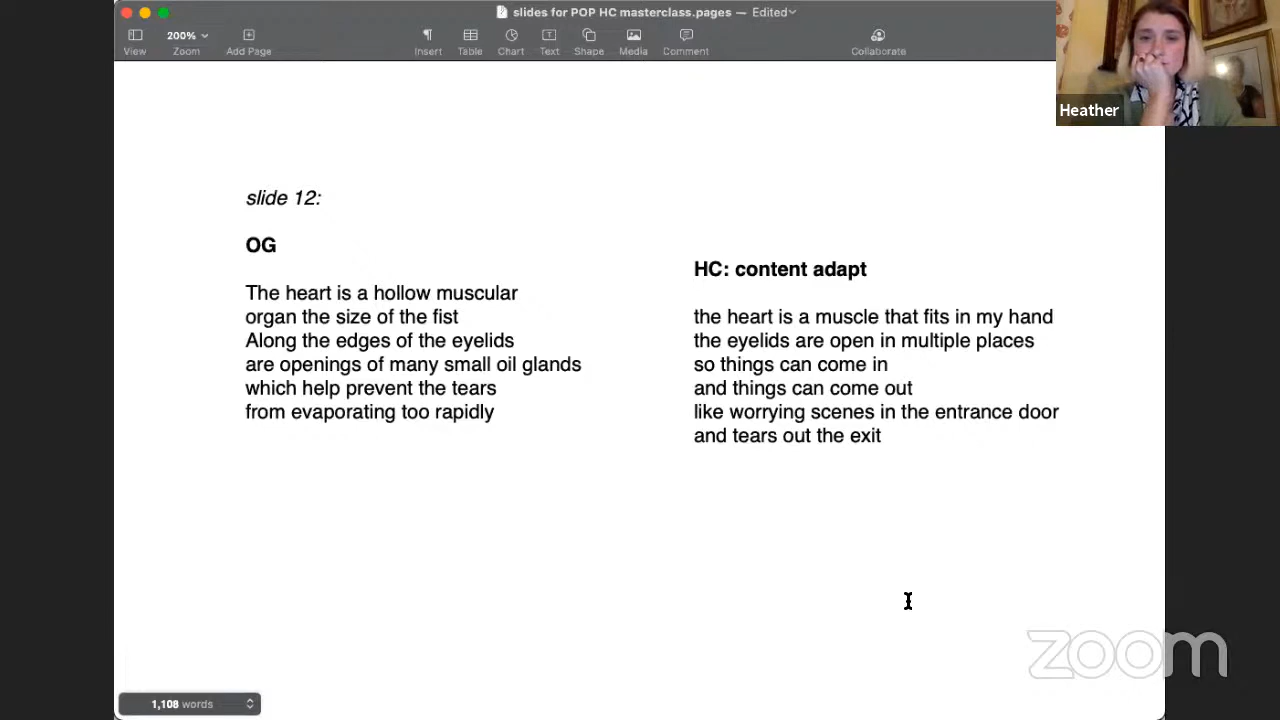 slides for POP HC masterclass.pages — Edited
200%
View
Zoom
Add Page
Insert
Table
Chart
Text
Shape
Media
Comment
Collaborate
Heather
slide 12:
OG
The heart is a hollow muscular
organ the size of the fist
Along the edges of the eyelids
are openings of many small oil glands
which help prevent the tears
from evaporating too rapidly
HC: content adapt
the heart is a muscle that fits in my hand
the eyelids are open in multiple places
so things can come in
and things can come out
like worrying scenes in the entrance door
and tears out the exit
zoom
1,108 words